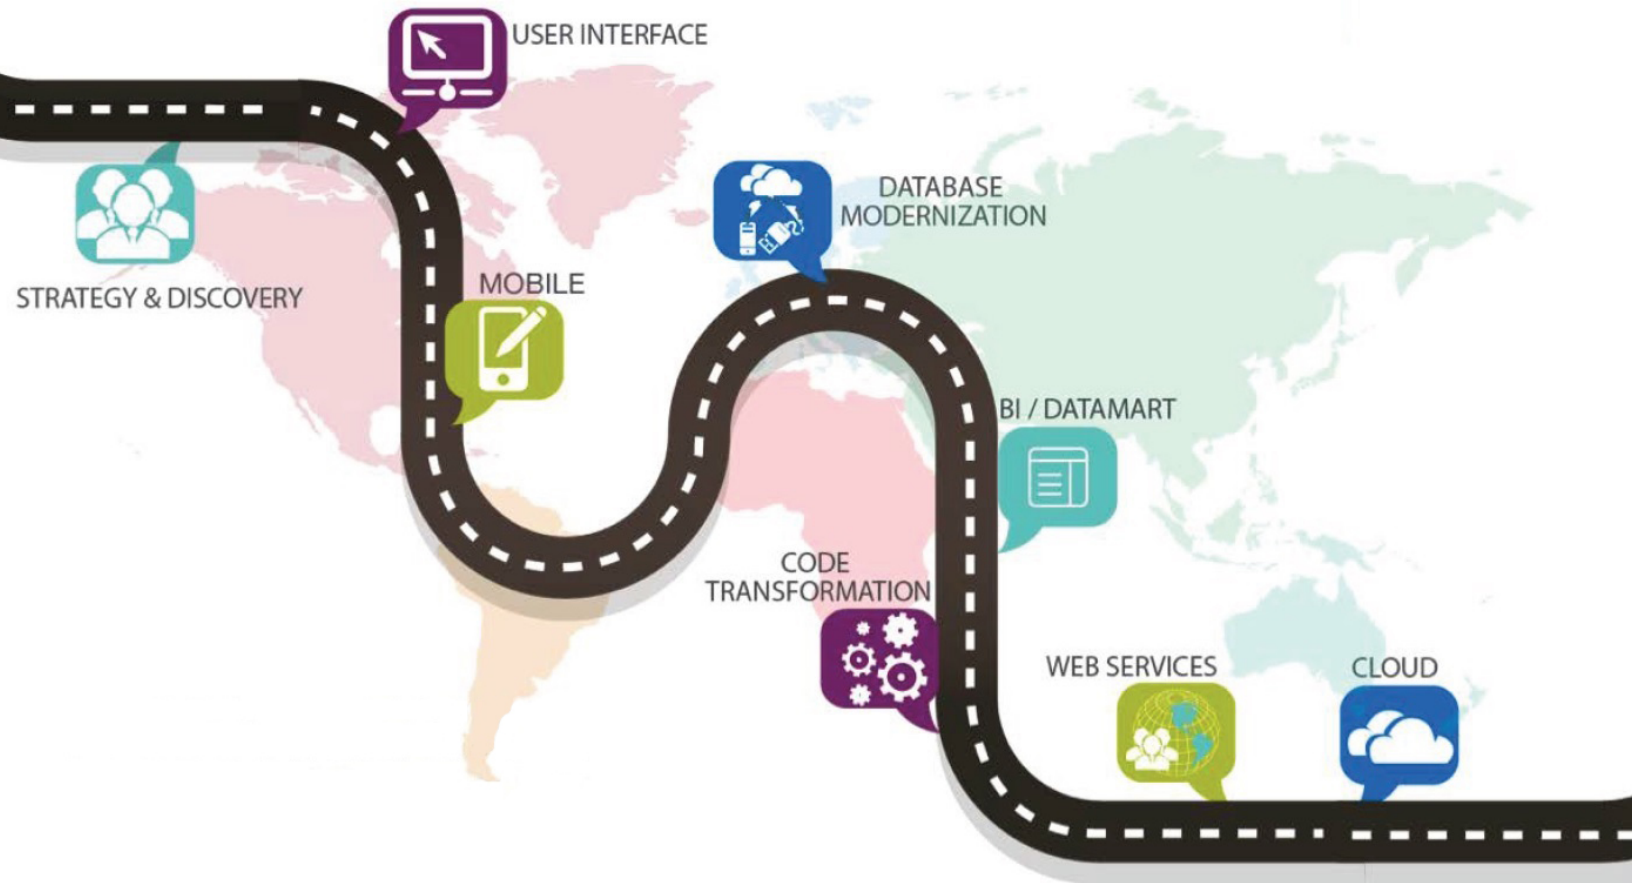 USER INTERFACE
STRATEGY & DISCOVERY
MOBILE
DATABASE
MODERNIZATION
BI / DATAMART
CODE
TRANSFORMATION
WEB SERVICES
CLOUD